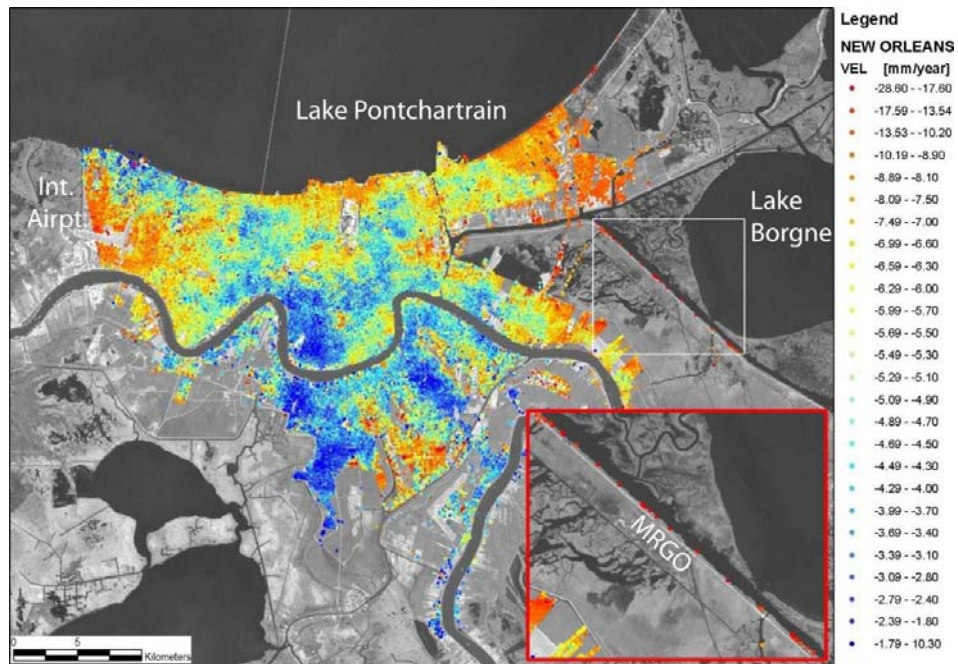 Lake Pontchartrain
Int.
Airpt.
Lake
Borgne
MRGO
0 5
Kilometers
Legend
NEW ORLEANS
VEL [mm/year]
-28.60 - -17.60
-17.59 - -13.54
-13.53 - -10.20
-10.19 - -8.90
-8.89 - -8.10
-8.09 - -7.50
-7.49 - -7.00
-6.99 - -6.60
-6.59 - -6.30
-6.29 - -6.00
-5.99 - -5.70
-5.69 - -5.50
-5.49 - -5.30
-5.29 - -5.10
-5.09 - -4.90
-4.89 - -4.70
-4.69 - -4.50
-4.49 - -4.30
-4.29 - -4.00
-3.99 - -3.70
-3.69 - -3.40
-3.39 - -3.10
-3.09 - -2.80
-2.79 - -2.40
-2.39 - -1.80
-1.79 - 10.30